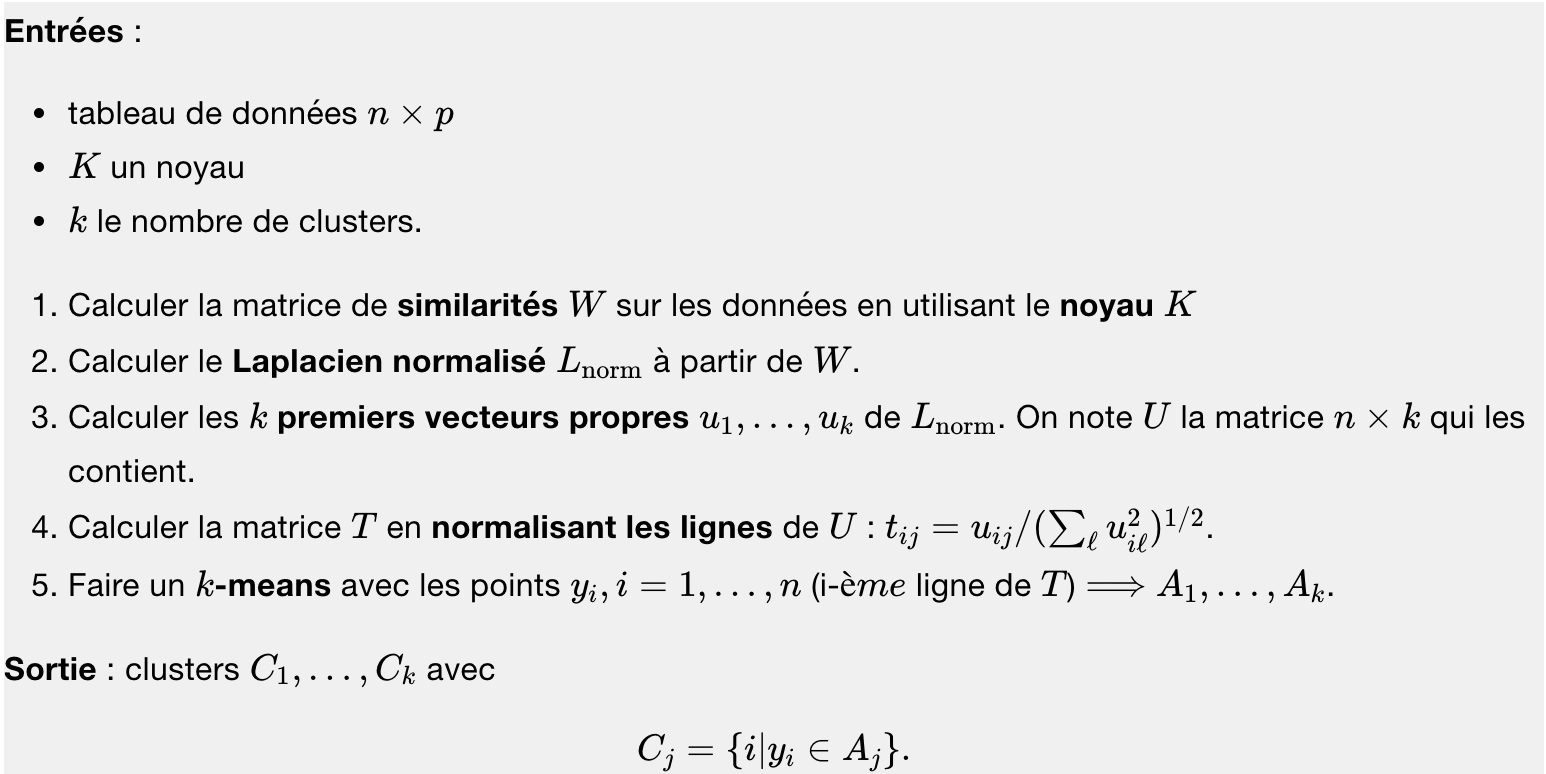 Entrées :
• tableau de données $n \times p$
• $K$ un noyau
• $k$ le nombre de clusters.
1. Calculer la matrice de similarités $W$ sur les données en utilisant le noyau $K$
2. Calculer le Laplacien normalisé $L_{\text{norm}}$ à partir de $W$.
3. Calculer les $k$ premiers vecteurs propres $u_1, \ldots, u_k$ de $L_{\text{norm}}$. On note $U$ la matrice $n \times k$ qui les
contient.
4. Calculer la matrice $T$ en normalisant les lignes de $U : t_{ij} = u_{ij}/(\sum_\ell u_{i\ell}^2)^{1/2}$.
5. Faire un $k$-means avec les points $y_i, i = 1, \ldots, n$ (i-ème ligne de $T$) $\Longrightarrow A_1, \ldots, A_k$.
Sortie : clusters $C_1, \ldots, C_k$ avec
$C_j = \{i | y_i \in A_j\}.$